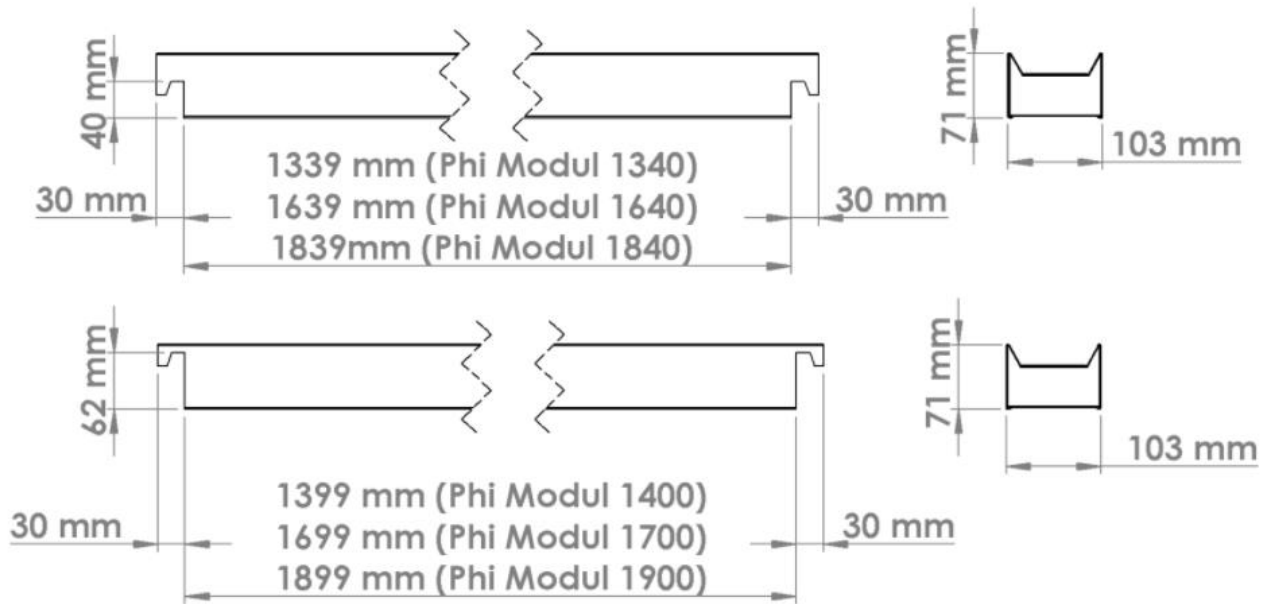 40 mm
71 mm
103 mm
1339 mm (Phi Modul 1340)
30 mm
1639 mm (Phi Modul 1640)
30 mm
1839mm (Phi Modul 1840)
62 mm
71 mm
103 mm
1399 mm (Phi Modul 1400)
30 mm
1699 mm (Phi Modul 1700)
30 mm
1899 mm (Phi Modul 1900)